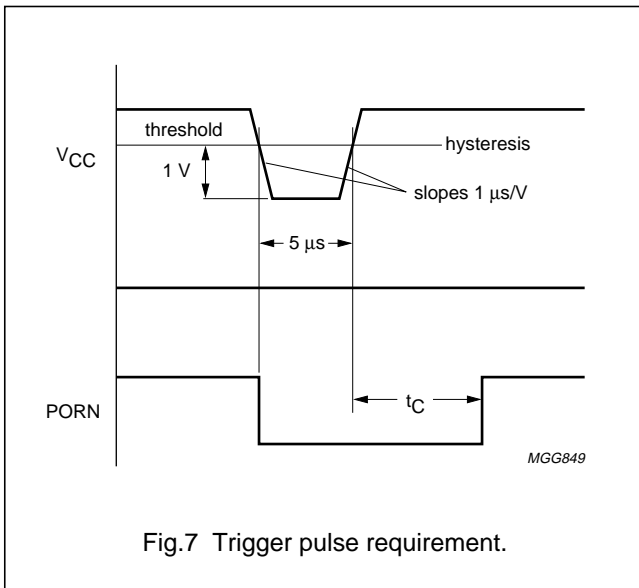 threshold
hysteresis
VCC
1 V
slopes 1 µs/V
5 µs
tC
PORN
MGG849
Fig.7 Trigger pulse requirement.